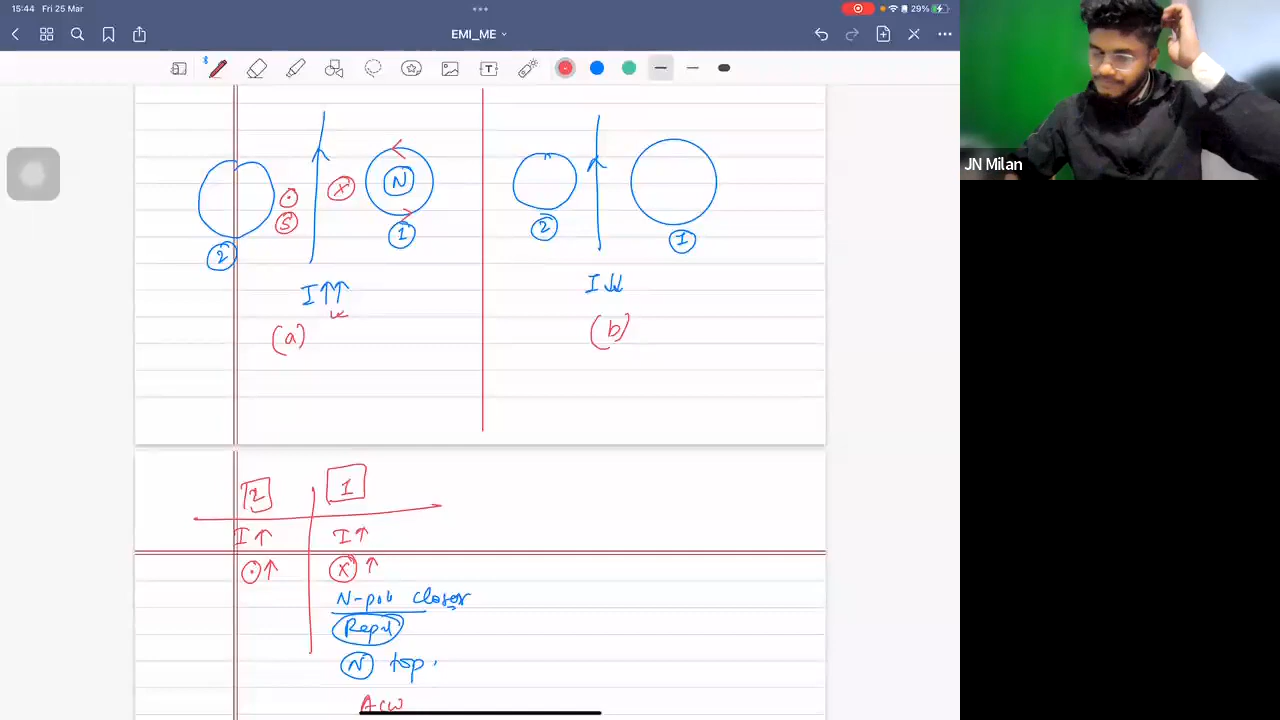 15:44 Fri 25 Mar
29%
EMI_ME
JN Milan
T
N
X
S
1
2
I↑↑
(a)
2
1
I↓↓
(b)
2
1
I↑
I↑
↑
X ↑
N-pole closer
Repel
N top.
ACW